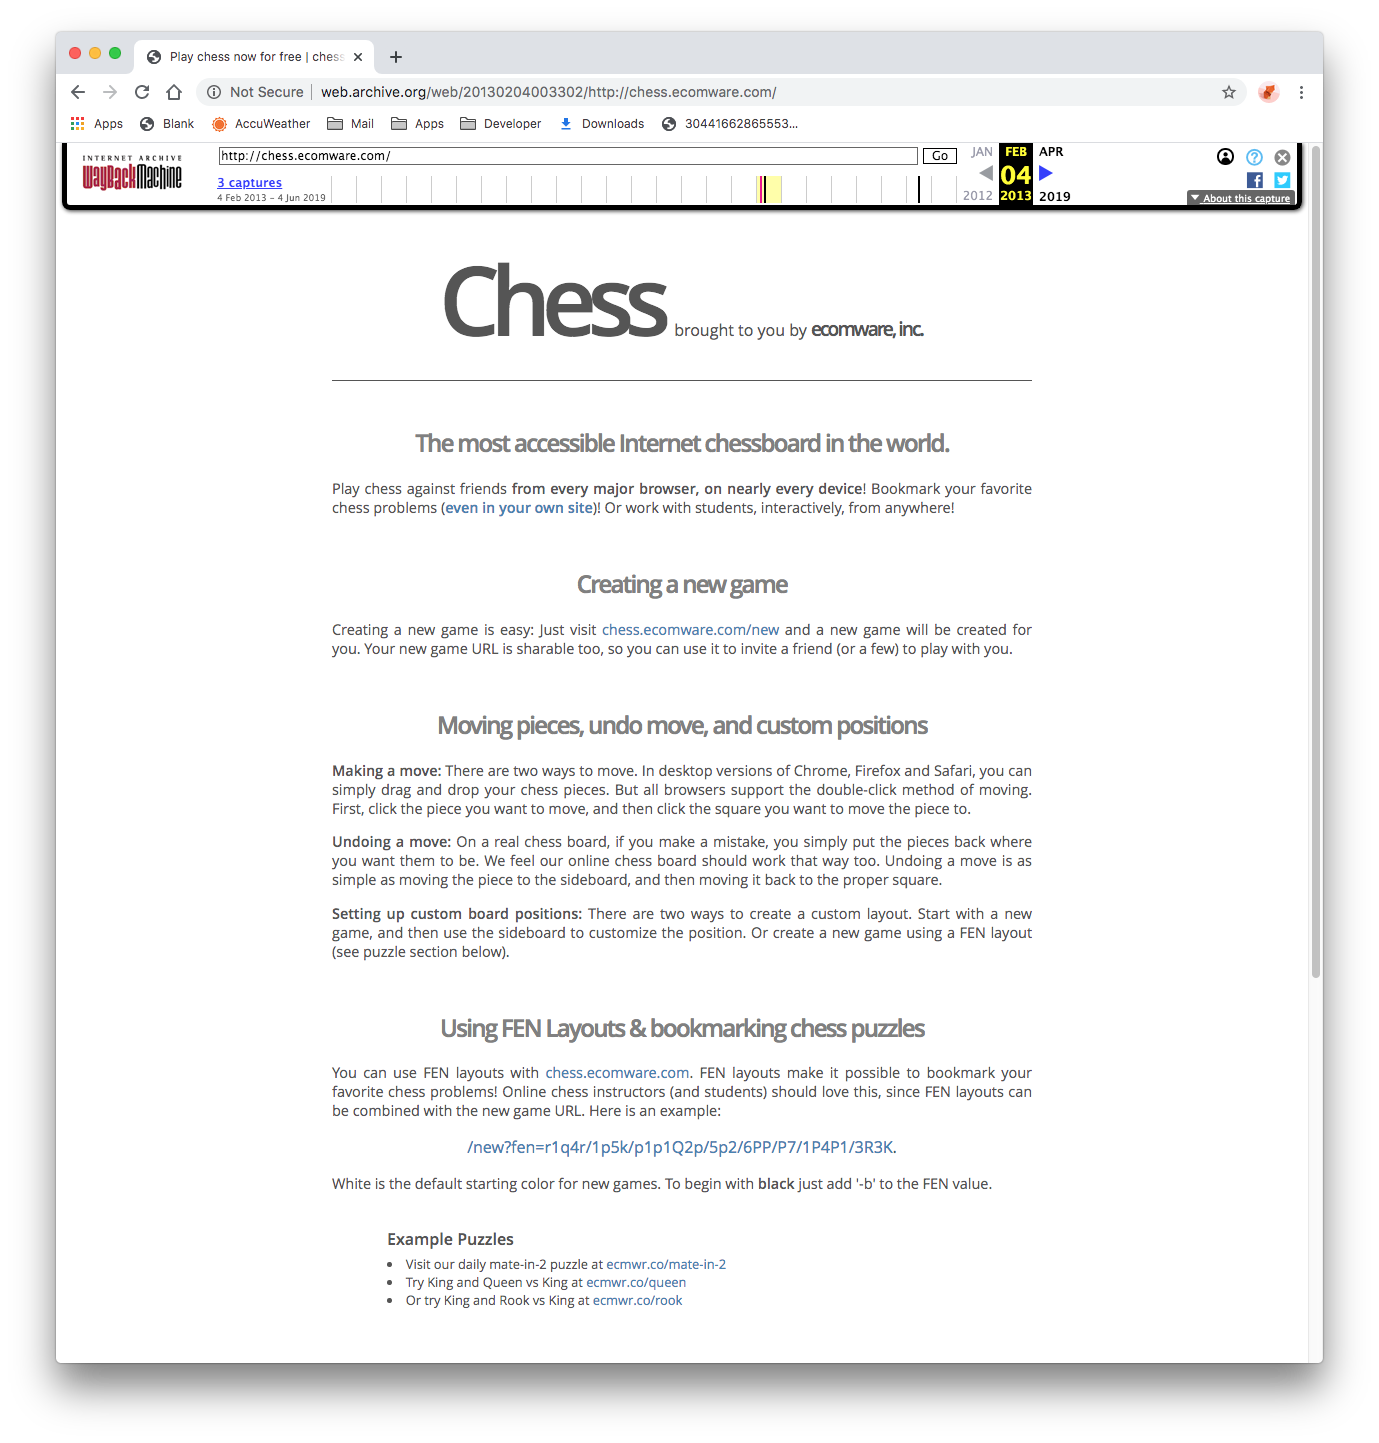 Play chess now for free | chess
Not Secure | web.archive.org/web/20130204003302/http://chess.ecomware.com/
Apps Blank AccuWeather Mail Apps Developer Downloads 30441662865553...
INTERNET ARCHIVE
WayBackMachine
http://chess.ecomware.com/ Go
3 captures
4 Feb 2013 – 4 Jun 2019
JAN FEB APR
04
2012 2013 2019
About this capture
Chess brought to you by ecomware, inc.
The most accessible Internet chessboard in the world.
Play chess against friends from every major browser, on nearly every device! Bookmark your favorite
chess problems (even in your own site)! Or work with students, interactively, from anywhere!
Creating a new game
Creating a new game is easy: Just visit chess.ecomware.com/new and a new game will be created for
you. Your new game URL is sharable too, so you can use it to invite a friend (or a few) to play with you.
Moving pieces, undo move, and custom positions
Making a move: There are two ways to move. In desktop versions of Chrome, Firefox and Safari, you can
simply drag and drop your chess pieces. But all browsers support the double-click method of moving.
First, click the piece you want to move, and then click the square you want to move the piece to.
Undoing a move: On a real chess board, if you make a mistake, you simply put the pieces back where
you want them to be. We feel our online chess board should work that way too. Undoing a move is as
simple as moving the piece to the sideboard, and then moving it back to the proper square.
Setting up custom board positions: There are two ways to create a custom layout. Start with a new
game, and then use the sideboard to customize the position. Or create a new game using a FEN layout
(see puzzle section below).
Using FEN Layouts & bookmarking chess puzzles
You can use FEN layouts with chess.ecomware.com. FEN layouts make it possible to bookmark your
favorite chess problems! Online chess instructors (and students) should love this, since FEN layouts can
be combined with the new game URL. Here is an example:
/new?fen=r1q4r/1p5k/p1p1Q2p/5p2/6PP/P7/1P4P1/3R3K.
White is the default starting color for new games. To begin with black just add '-b' to the FEN value.
Example Puzzles
• Visit our daily mate-in-2 puzzle at ecmwr.co/mate-in-2
• Try King and Queen vs King at ecmwr.co/queen
• Or try King and Rook vs King at ecmwr.co/rook